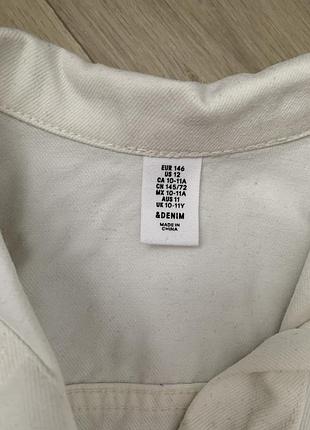 EUR 146
US 12
CA 10-11A
CN 145/72
MX 10-11A
AUS 11
UK 10-11Y
&DENIM
MADE IN
CHINA